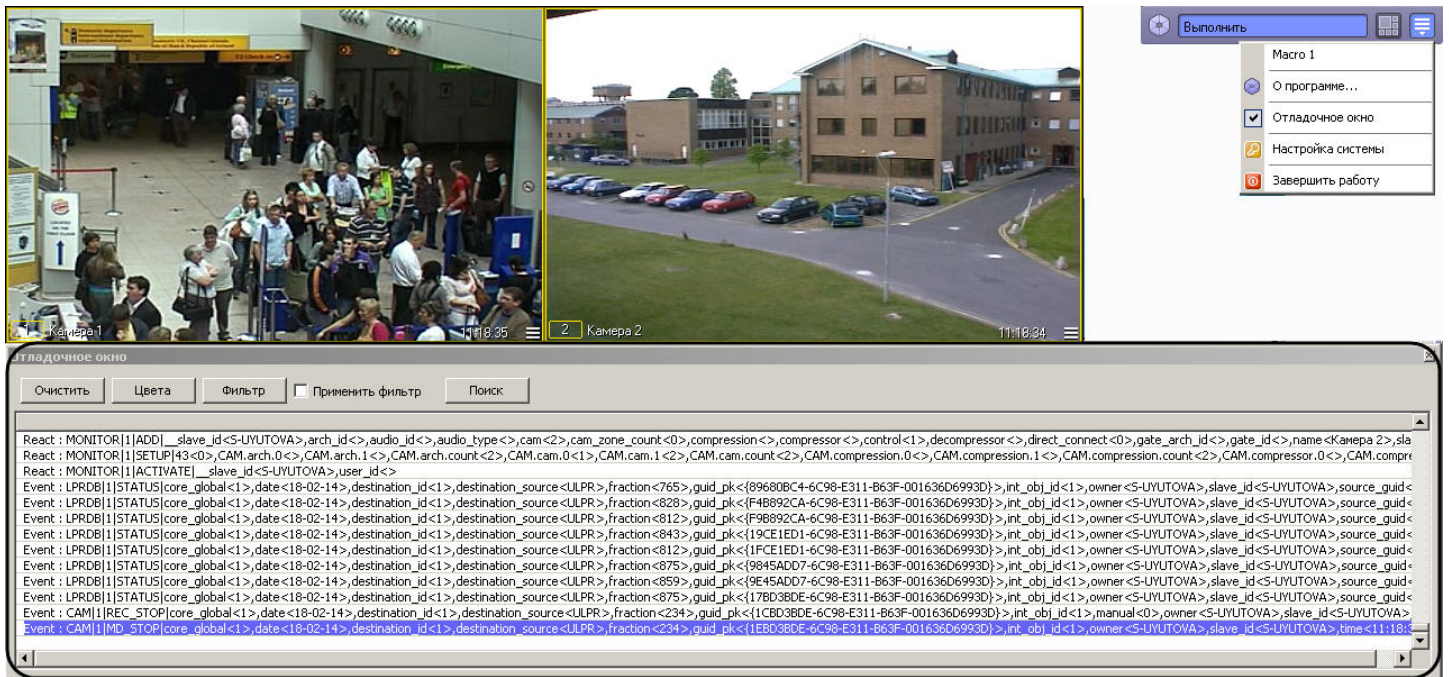 Domestic departures
International departures
Airport information
T2 Check-in
Emergency
LOCATED
ON THE
FIRST FLOOR
1 Камера 1
11:18:35
2 Камера 2
11:18:34
Выполнить
Macro 1
О программе...
Отладочное окно
Настройка системы
Завершить работу
Отладочное окно
Очистить Цвета Фильтр Применить фильтр Поиск
React : MONITOR|1|ADD|__slave_id<S-UYUTOVA>,arch_id<>,audio_id<>,audio_type<>,cam<2>,cam_zone_count<0>,compression<>,compressor<>,control<1>,decompressor<>,direct_connect<0>,gate_arch_id<>,gate_id<>,name<Камера 2>,sla
React : MONITOR|1|SETUP|43<0>,CAM.arch.0<>,CAM.arch.1<>,CAM.arch.count<2>,CAM.cam.0<1>,CAM.cam.1<2>,CAM.cam.count<2>,CAM.compression.0<>,CAM.compression.1<>,CAM.compression.count<2>,CAM.compressor.0<>,CAM.compre
React : MONITOR|1|ACTIVATE|__slave_id<S-UYUTOVA>,user_id<>
Event : LPRDB|1|STATUS|core_global<1>,date<18-02-14>,destination_id<1>,destination_source<ULPR>,fraction<765>,guid_pk<{89680BC4-6C98-E311-B63F-001636D6993D}>,int_obj_id<1>,owner<S-UYUTOVA>,slave_id<S-UYUTOVA>,source_guid<
Event : LPRDB|1|STATUS|core_global<1>,date<18-02-14>,destination_id<1>,destination_source<ULPR>,fraction<828>,guid_pk<{F4B892CA-6C98-E311-B63F-001636D6993D}>,int_obj_id<1>,owner<S-UYUTOVA>,slave_id<S-UYUTOVA>,source_guid<
Event : LPRDB|1|STATUS|core_global<1>,date<18-02-14>,destination_id<1>,destination_source<ULPR>,fraction<812>,guid_pk<{F9B892CA-6C98-E311-B63F-001636D6993D}>,int_obj_id<1>,owner<S-UYUTOVA>,slave_id<S-UYUTOVA>,source_guid<
Event : LPRDB|1|STATUS|core_global<1>,date<18-02-14>,destination_id<1>,destination_source<ULPR>,fraction<843>,guid_pk<{19CE1ED1-6C98-E311-B63F-001636D6993D}>,int_obj_id<1>,owner<S-UYUTOVA>,slave_id<S-UYUTOVA>,source_guid<
Event : LPRDB|1|STATUS|core_global<1>,date<18-02-14>,destination_id<1>,destination_source<ULPR>,fraction<812>,guid_pk<{1FCE1ED1-6C98-E311-B63F-001636D6993D}>,int_obj_id<1>,owner<S-UYUTOVA>,slave_id<S-UYUTOVA>,source_guid<
Event : LPRDB|1|STATUS|core_global<1>,date<18-02-14>,destination_id<1>,destination_source<ULPR>,fraction<875>,guid_pk<{9845ADD7-6C98-E311-B63F-001636D6993D}>,int_obj_id<1>,owner<S-UYUTOVA>,slave_id<S-UYUTOVA>,source_guid<
Event : LPRDB|1|STATUS|core_global<1>,date<18-02-14>,destination_id<1>,destination_source<ULPR>,fraction<859>,guid_pk<{9E45ADD7-6C98-E311-B63F-001636D6993D}>,int_obj_id<1>,owner<S-UYUTOVA>,slave_id<S-UYUTOVA>,source_guid<
Event : LPRDB|1|STATUS|core_global<1>,date<18-02-14>,destination_id<1>,destination_source<ULPR>,fraction<875>,guid_pk<{17BD3BDE-6C98-E311-B63F-001636D6993D}>,int_obj_id<1>,owner<S-UYUTOVA>,slave_id<S-UYUTOVA>,source_guid<
Event : CAM|1|REC_STOP|core_global<1>,date<18-02-14>,destination_id<1>,destination_source<ULPR>,fraction<234>,guid_pk<{1CBD3BDE-6C98-E311-B63F-001636D6993D}>,int_obj_id<1>,manual<0>,owner<S-UYUTOVA>,slave_id<S-UYUTOVA>
Event : CAM|1|MD_STOP|core_global<1>,date<18-02-14>,destination_id<1>,destination_source<ULPR>,fraction<234>,guid_pk<{1EBD3BDE-6C98-E311-B63F-001636D6993D}>,int_obj_id<1>,owner<S-UYUTOVA>,slave_id<S-UYUTOVA>,time<11:18:3